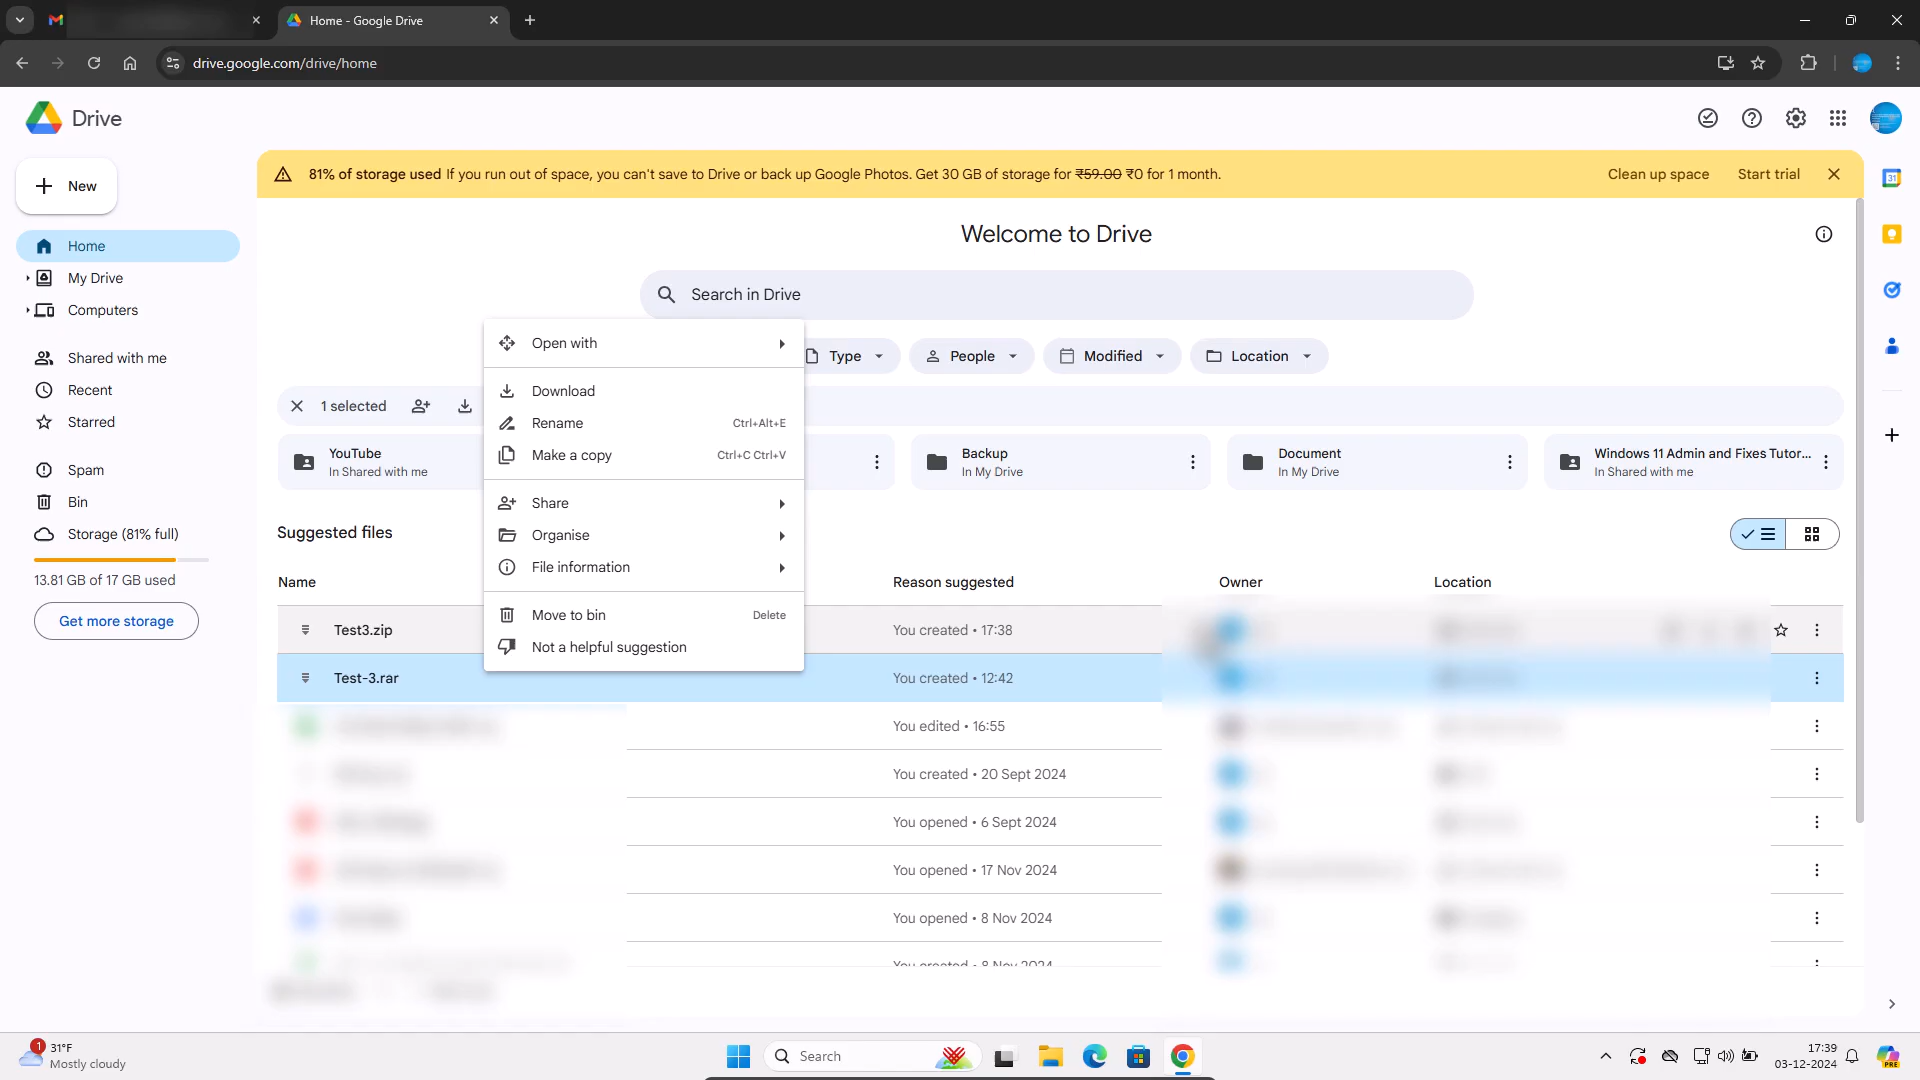 Home - Google Drive
drive.google.com/drive/home
Drive
81% of storage used If you run out of space, you can't save to Drive or back up Google Photos. Get 30 GB of storage for ₹59.00 ₹0 for 1 month.
Clean up space
Start trial
New
Home
My Drive
Computers
Shared with me
Recent
Starred
Spam
Bin
Storage (81% full)
13.81 GB of 17 GB used
Get more storage
Welcome to Drive
Search in Drive
Type
People
Modified
Location
1 selected
YouTube
In Shared with me
Backup
In My Drive
Document
In My Drive
Windows 11 Admin and Fixes Tutor...
In Shared with me
Open with
Download
Rename Ctrl+Alt+E
Make a copy Ctrl+C Ctrl+V
Share
Organise
File information
Move to bin Delete
Not a helpful suggestion
Suggested files
Name Reason suggested Owner Location
Test3.zip You created • 17:38
Test-3.rar You created • 12:42
You edited • 16:55
You created • 20 Sept 2024
You opened • 6 Sept 2024
You opened • 17 Nov 2024
You opened • 8 Nov 2024
You created • 8 Nov 2024
31
1
31°F
Mostly cloudy
Search
PRE
17:39
03-12-2024